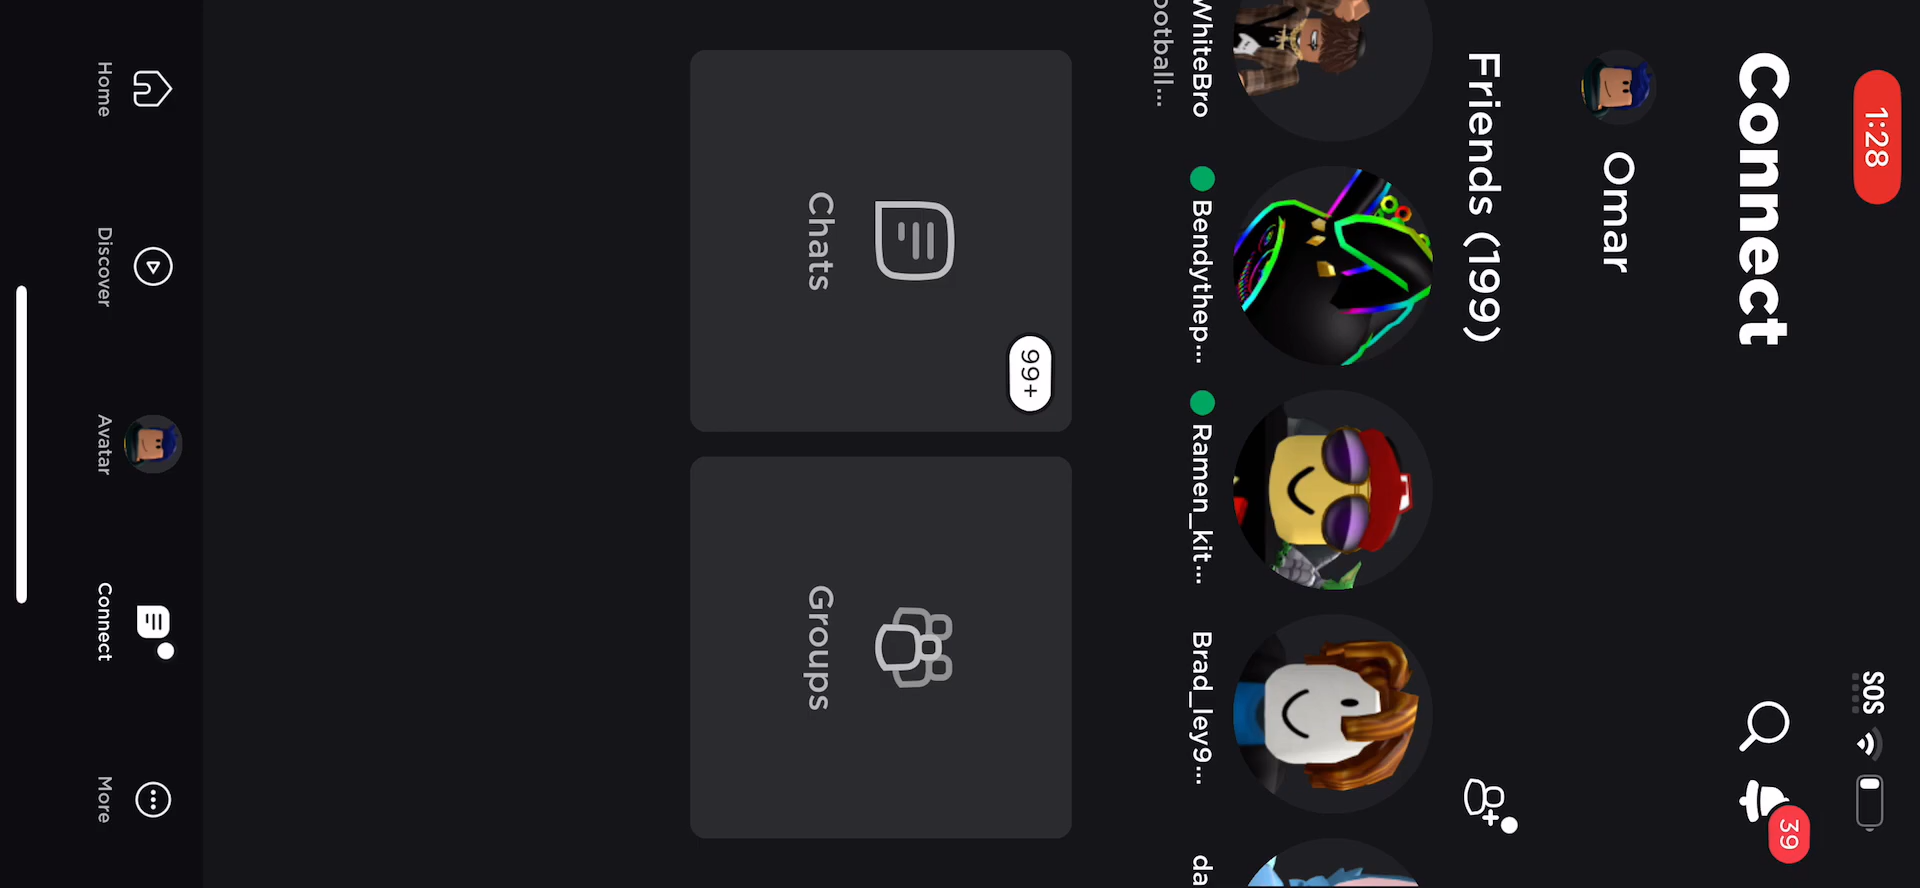 1:28
SOS
Connect
39
Omar
Friends (199)
WhiteBro
Bendythep...
Ramen_kit...
Brad_ley9...
da
ootball...
99+
Chats
Groups
Home
Discover
Avatar
Connect
More